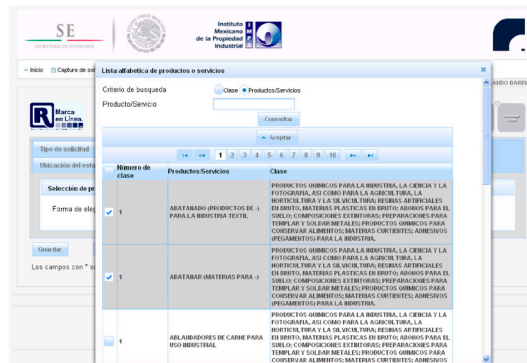 SE
SECRETARÍA DE ECONOMÍA
Instituto
Mexicano
de la Propiedad
Industrial
Inicio
Captura de sol
Lista alfabetica de productos o servicios
ANDO BARRI
Criterio de busqueda
Clase
Productos/Servicios
Producto/Servicio
Consultar
Aceptar
1 2 3 4 5 6 7 8 9 10
Marca
en Línea.
Tipo de solicitud
Ubicación del esta
Selección de pr
Forma de eleg
Guardar
Los campos con * s
Número de clase
Productos/Servicios
Clase
1
ABATANADO (PRODUCTOS DE -)
PARA LA INDUSTRIA TEXTIL
PRODUCTOS QUIMICOS PARA LA INDUSTRIA, LA CIENCIA Y LA
FOTOGRAFIA, ASI COMO PARA LA AGRICULTURA, LA
HORTICULTURA Y LA SILVICULTURA; RESINAS ARTIFICIALES
EN BRUTO, MATERIAS PLASTICAS EN BRUTO; ABONOS PARA EL
SUELO; COMPOSICIONES EXTINTORAS; PREPARACIONES PARA
TEMPLAR Y SOLDAR METALES; PRODUCTOS QUIMICOS PARA
CONSERVAR ALIMENTOS; MATERIAS CURTIENTES; ADHESIVOS
(PEGAMENTOS) PARA LA INDUSTRIA.
1
ABATANAR (MATERIAS PARA -)
PRODUCTOS QUIMICOS PARA LA INDUSTRIA, LA CIENCIA Y LA
FOTOGRAFIA, ASI COMO PARA LA AGRICULTURA, LA
HORTICULTURA Y LA SILVICULTURA; RESINAS ARTIFICIALES
EN BRUTO, MATERIAS PLASTICAS EN BRUTO; ABONOS PARA EL
SUELO; COMPOSICIONES EXTINTORAS; PREPARACIONES PARA
TEMPLAR Y SOLDAR METALES; PRODUCTOS QUIMICOS PARA
CONSERVAR ALIMENTOS; MATERIAS CURTIENTES; ADHESIVOS
(PEGAMENTOS) PARA LA INDUSTRIA.
1
ABLANDADORES DE CARNE PARA
USO INDUSTRIAL
PRODUCTOS QUIMICOS PARA LA INDUSTRIA, LA CIENCIA Y LA
FOTOGRAFIA, ASI COMO PARA LA AGRICULTURA, LA
HORTICULTURA Y LA SILVICULTURA; RESINAS ARTIFICIALES
EN BRUTO, MATERIAS PLASTICAS EN BRUTO; ABONOS PARA EL
SUELO; COMPOSICIONES EXTINTORAS; PREPARACIONES PARA
TEMPLAR Y SOLDAR METALES; PRODUCTOS QUIMICOS PARA
CONSERVAR ALIMENTOS; MATERIAS CURTIENTES; ADHESIVOS